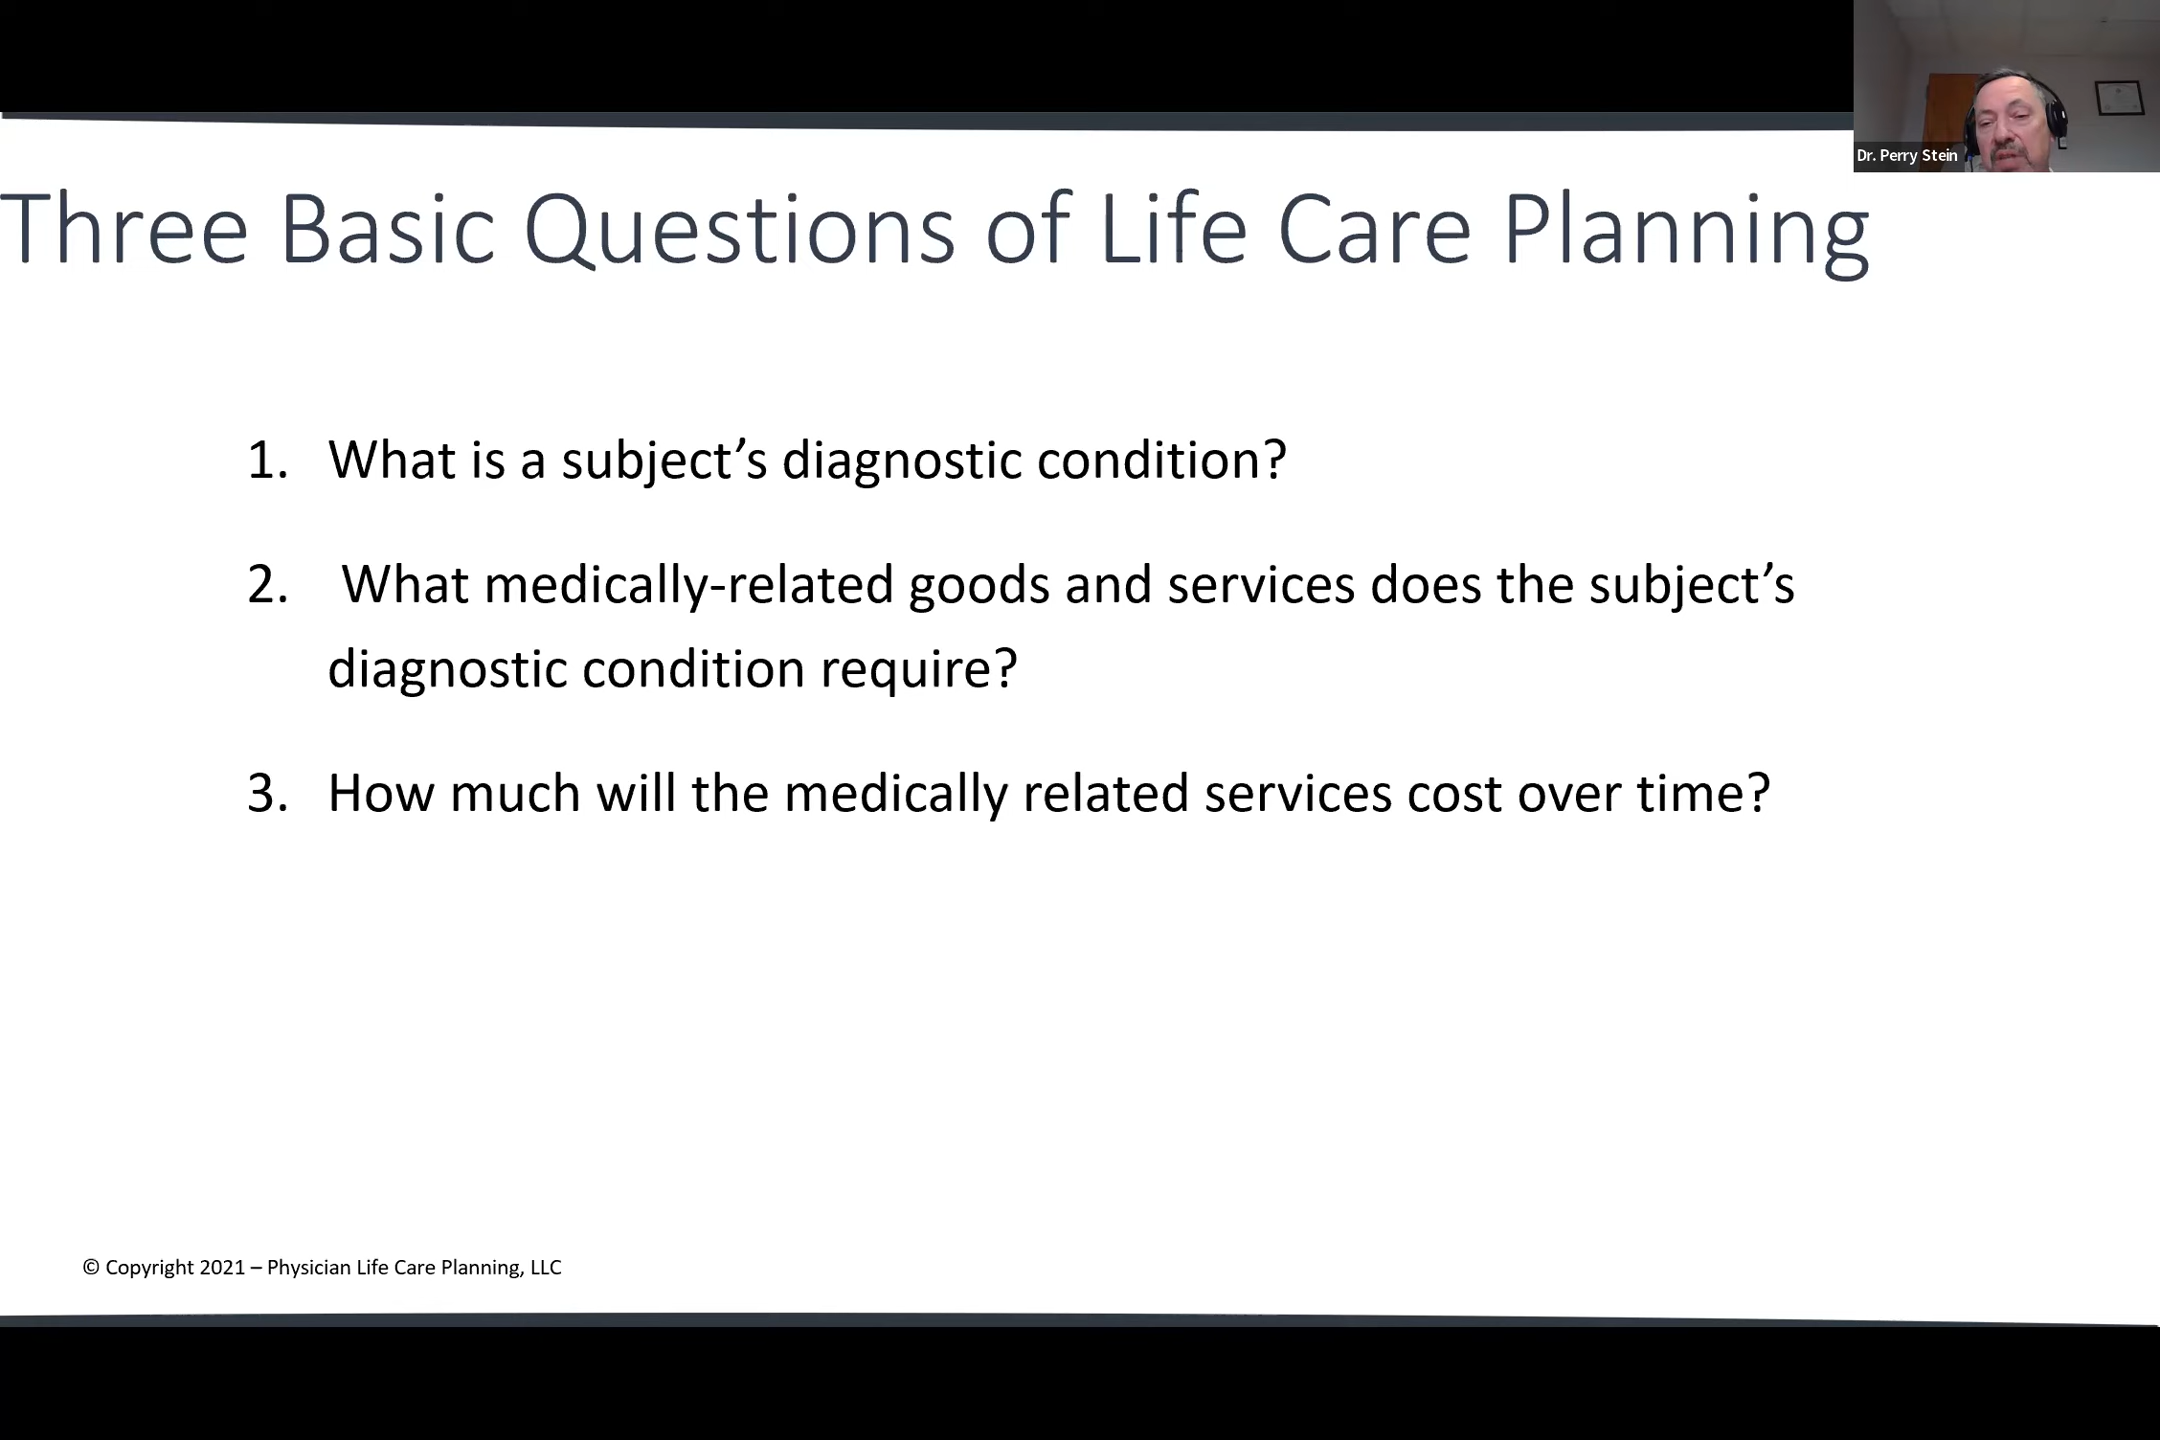 Dr. Perry Stein
Three Basic Questions of Life Care Planning
1. What is a subject’s diagnostic condition?
2. What medically-related goods and services does the subject’s
diagnostic condition require?
3. How much will the medically related services cost over time?
© Copyright 2021 – Physician Life Care Planning, LLC